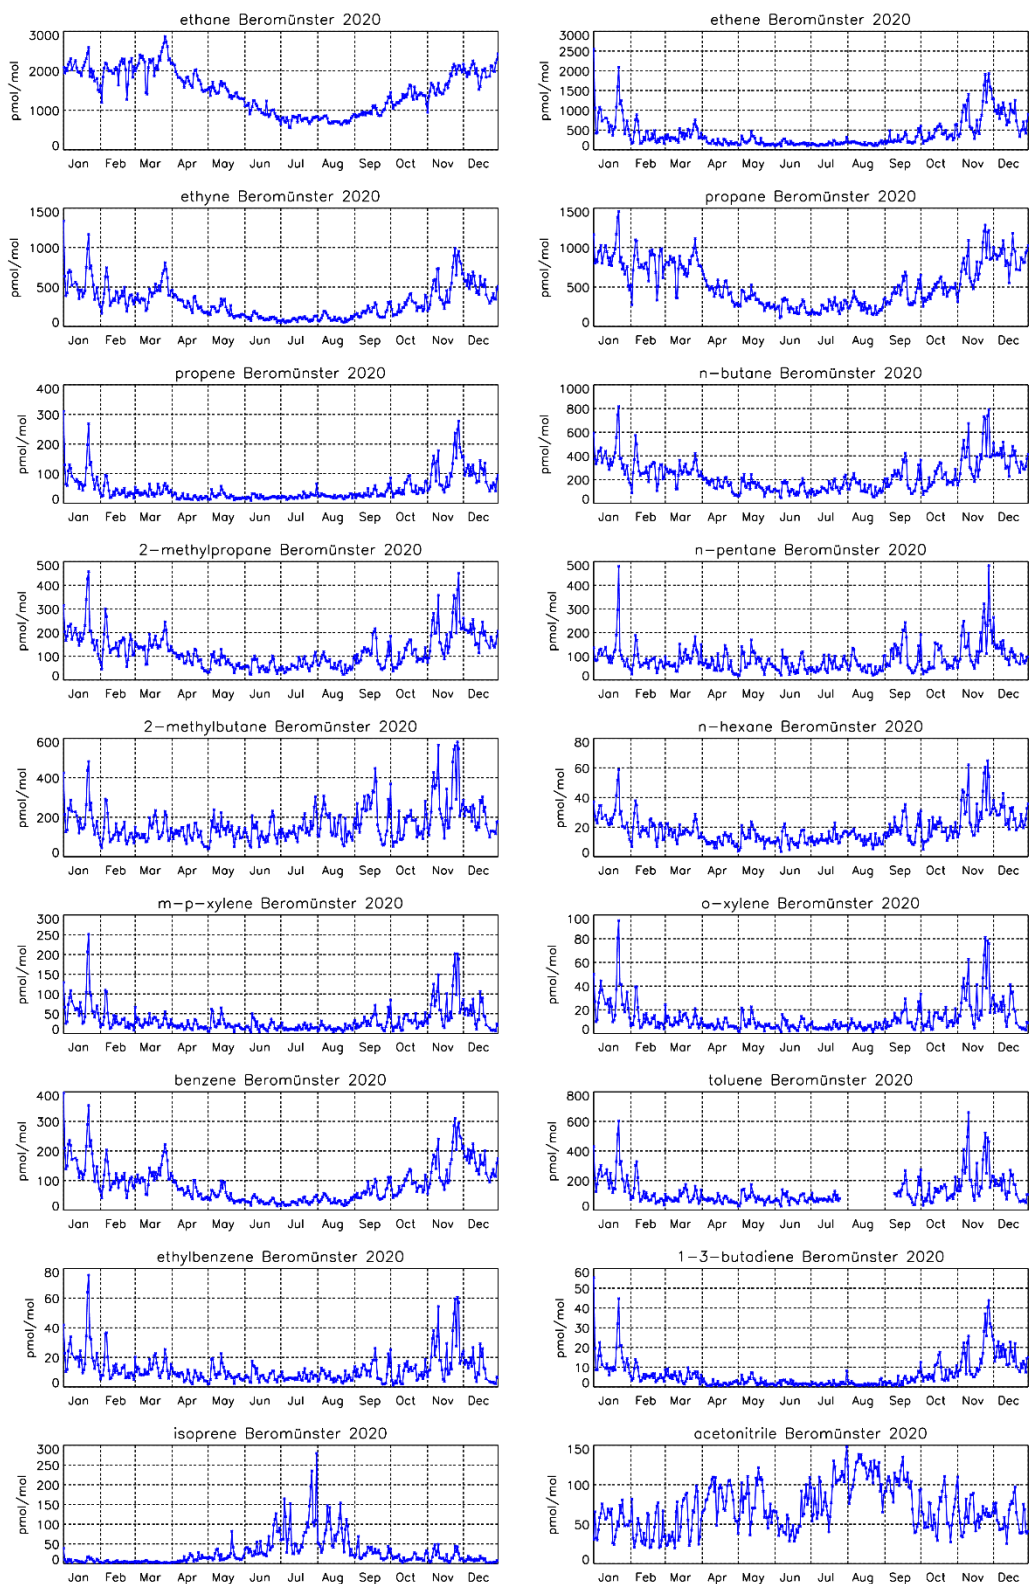 ethane Beromünster 2020
pmol/mol
3000
2000
1000
0
Jan Feb Mar Apr May Jun Jul Aug Sep Oct Nov Dec
ethene Beromünster 2020
pmol/mol
3000
2500
2000
1500
1000
500
0
Jan Feb Mar Apr May Jun Jul Aug Sep Oct Nov Dec
ethyne Beromünster 2020
pmol/mol
1500
1000
500
0
Jan Feb Mar Apr May Jun Jul Aug Sep Oct Nov Dec
propane Beromünster 2020
pmol/mol
1500
1000
500
0
Jan Feb Mar Apr May Jun Jul Aug Sep Oct Nov Dec
propene Beromünster 2020
pmol/mol
400
300
200
100
0
Jan Feb Mar Apr May Jun Jul Aug Sep Oct Nov Dec
n-butane Beromünster 2020
pmol/mol
1000
800
600
400
200
0
Jan Feb Mar Apr May Jun Jul Aug Sep Oct Nov Dec
2-methylpropane Beromünster 2020
pmol/mol
500
400
300
200
100
0
Jan Feb Mar Apr May Jun Jul Aug Sep Oct Nov Dec
n-pentane Beromünster 2020
pmol/mol
500
400
300
200
100
0
Jan Feb Mar Apr May Jun Jul Aug Sep Oct Nov Dec
2-methylbutane Beromünster 2020
pmol/mol
600
400
200
0
Jan Feb Mar Apr May Jun Jul Aug Sep Oct Nov Dec
n-hexane Beromünster 2020
pmol/mol
80
60
40
20
0
Jan Feb Mar Apr May Jun Jul Aug Sep Oct Nov Dec
m-p-xylene Beromünster 2020
pmol/mol
300
250
200
150
100
50
0
Jan Feb Mar Apr May Jun Jul Aug Sep Oct Nov Dec
o-xylene Beromünster 2020
pmol/mol
100
80
60
40
20
0
Jan Feb Mar Apr May Jun Jul Aug Sep Oct Nov Dec
benzene Beromünster 2020
pmol/mol
400
300
200
100
0
Jan Feb Mar Apr May Jun Jul Aug Sep Oct Nov Dec
toluene Beromünster 2020
pmol/mol
800
600
400
200
0
Jan Feb Mar Apr May Jun Jul Aug Sep Oct Nov Dec
ethylbenzene Beromünster 2020
pmol/mol
80
60
40
20
0
Jan Feb Mar Apr May Jun Jul Aug Sep Oct Nov Dec
1-3-butadiene Beromünster 2020
pmol/mol
60
50
40
30
20
10
0
Jan Feb Mar Apr May Jun Jul Aug Sep Oct Nov Dec
isoprene Beromünster 2020
pmol/mol
300
250
200
150
100
50
0
Jan Feb Mar Apr May Jun Jul Aug Sep Oct Nov Dec
acetonitrile Beromünster 2020
pmol/mol
150
100
50
0
Jan Feb Mar Apr May Jun Jul Aug Sep Oct Nov Dec